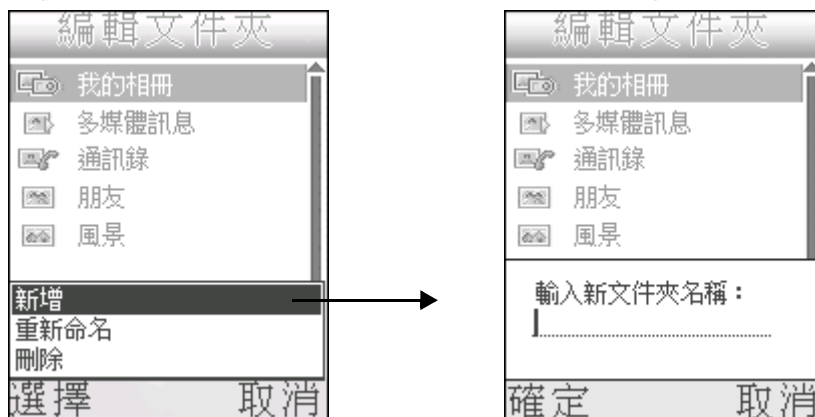 編輯文件夾
我的相冊
多媒體訊息
通訊錄
朋友
風景
新增
重新命名
刪除
選擇 取消
編輯文件夾
我的相冊
多媒體訊息
通訊錄
朋友
風景
輸入新文件夾名稱：
確定 取消